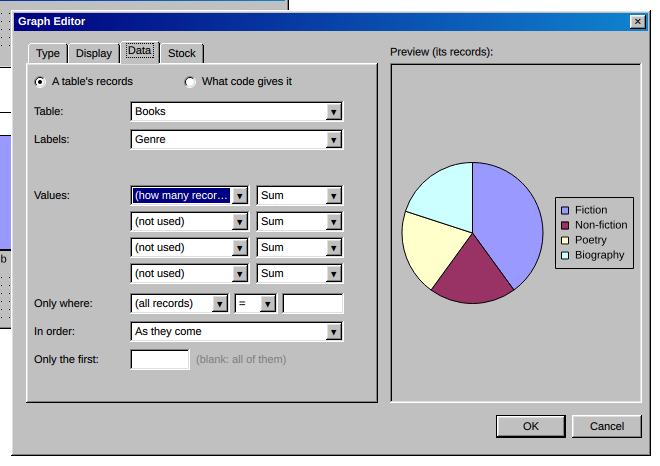 Graph Editor
Type Display Data Stock
Preview (its records):
A table's records What code gives it
Table: Books
Labels: Genre
Values: (how many recor... Sum
(not used) Sum
(not used) Sum
(not used) Sum
Only where: (all records) =
In order: As they come
Only the first: (blank: all of them)
Fiction
Non-fiction
Poetry
Biography
OK Cancel
b